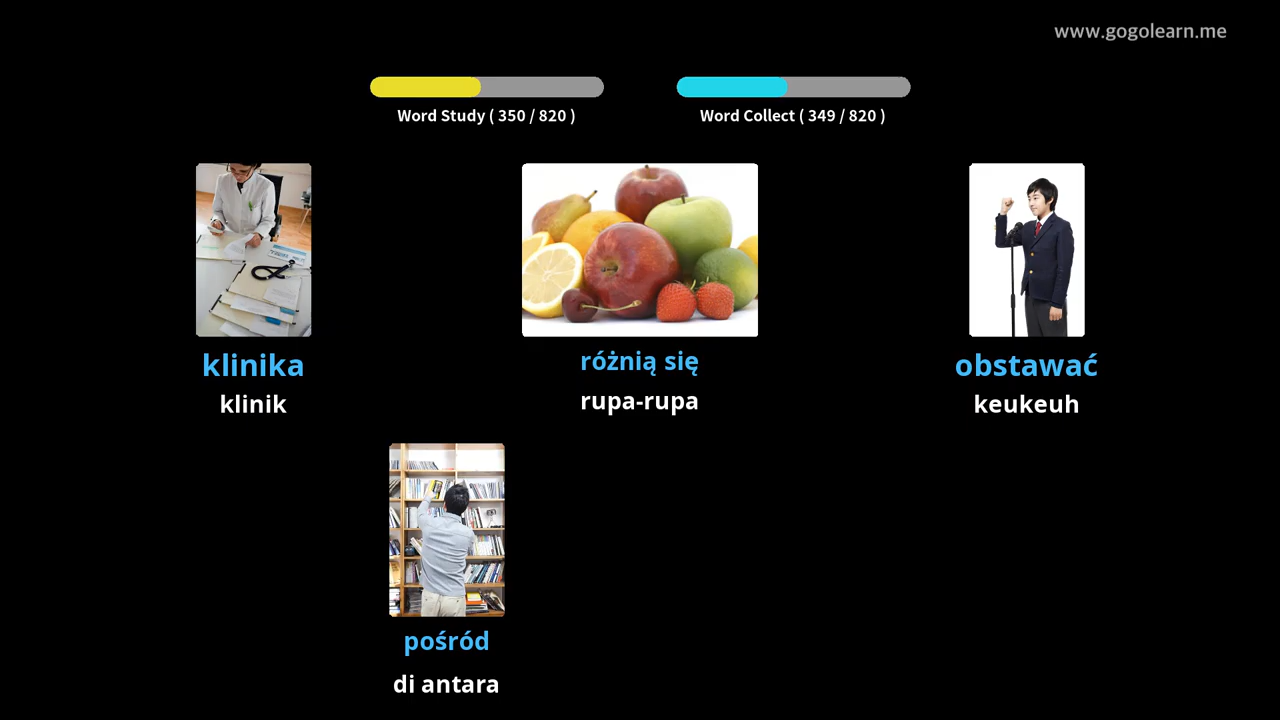 www.gogolearn.me
Word Study ( 350 / 820 )
Word Collect ( 349 / 820 )
klinika
klinik
różnią się
rupa-rupa
obstawać
keukeuh
pośród
di antara